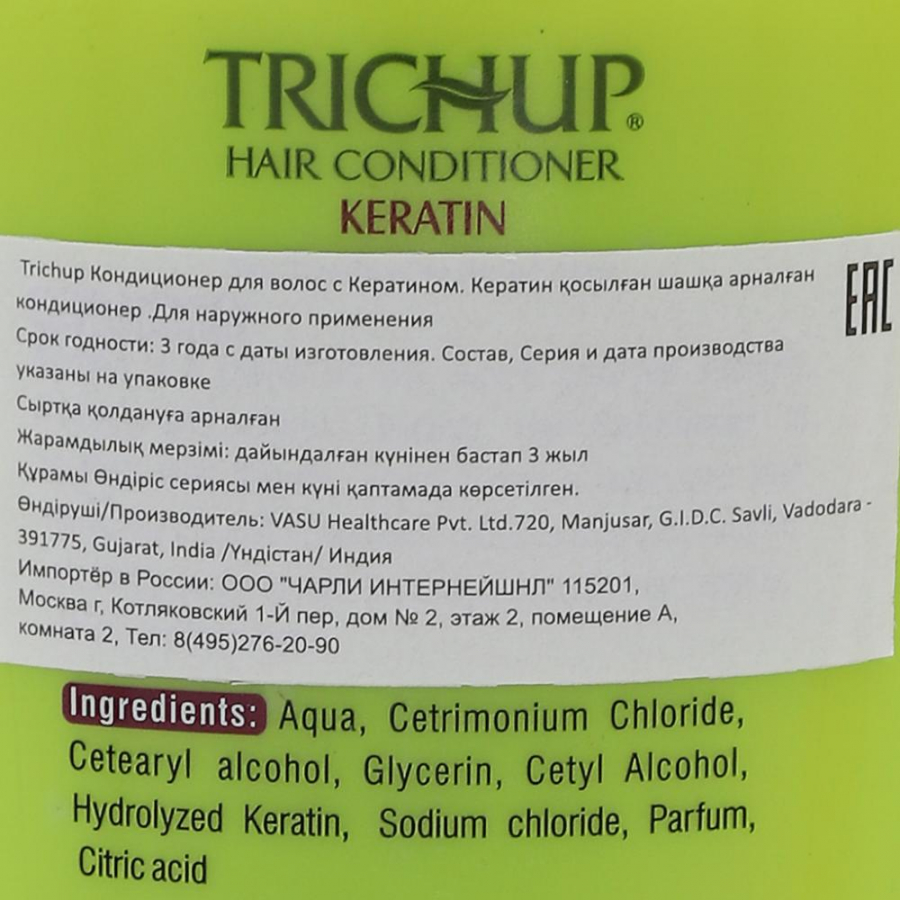 TRICHUP®
HAIR CONDITIONER
KERATIN
Trichup Кондиционер для волос с Кератином. Кератин қосылған шашқа арналған
кондиционер .Для наружного применения
EAC
Срок годности: 3 года с даты изготовления. Состав, Серия и дата производства
указаны на упаковке
Сыртқа қолдануға арналған
Жарамдылық мерзімі: дайындалған күнінен бастап 3 жыл
Құрамы Өндіріс сериясы мен күні қаптамада көрсетілген.
Өндіруші/Производитель: VASU Healthcare Pvt. Ltd.720, Manjusar, G.I.D.C. Savli, Vadodara -
391775, Gujarat, India /Үндістан/ Индия
Импортёр в России: ООО "ЧАРЛИ ИНТЕРНЕЙШНЛ" 115201,
Москва г, Котляковский 1-Й пер, дом № 2, этаж 2, помещение А,
комната 2, Тел: 8(495)276-20-90
Ingredients: Aqua, Cetrimonium Chloride,
Cetearyl alcohol, Glycerin, Cetyl Alcohol,
Hydrolyzed Keratin, Sodium chloride, Parfum,
Citric acid